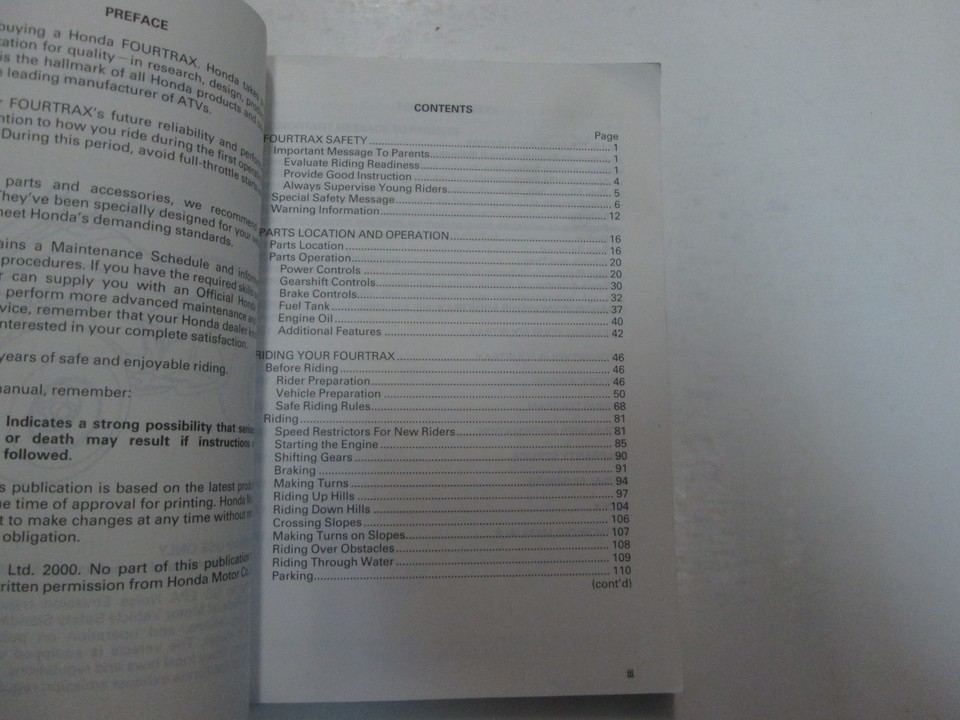 PREFACE
buying a Honda FOURTRAX. Honda takes
for quality—in research, design,
is the hallmark of all Honda products and
leading manufacturer of ATVs.
FOURTRAX's future reliability and
to how you ride during the first
During this period, avoid full-throttle
parts and accessories, we recommend
They've been specially designed for your
meet Honda's demanding standards.
a Maintenance Schedule and
procedures. If you have the required skills
can supply you with an Official Honda
perform more advanced maintenance and
remember that your Honda dealer
interested in your complete satisfaction.
years of safe and enjoyable riding.
manual, remember:
Indicates a strong possibility that
or death may result if instructions
followed.
publication is based on the latest
time of approval for printing. Honda
to make changes at any time without
obligation.
Ltd. 2000. No part of this publication
written permission from Honda Motor Co.
CONTENTS
Page
FOURTRAX SAFETY 1
Important Message To Parents 1
Evaluate Riding Readiness 1
Provide Good Instruction 4
Always Supervise Young Riders 5
Special Safety Message 6
Warning Information 12
PARTS LOCATION AND OPERATION 16
Parts Location 16
Parts Operation 20
Power Controls 20
Gearshift Controls 30
Brake Controls 32
Fuel Tank 37
Engine Oil 40
Additional Features 42
RIDING YOUR FOURTRAX 46
Before Riding 46
Rider Preparation 46
Vehicle Preparation 50
Safe Riding Rules 68
Riding 81
Speed Restrictors For New Riders 81
Starting the Engine 85
Shifting Gears 90
Braking 91
Making Turns 94
Riding Up Hills 97
Riding Down Hills 104
Crossing Slopes 106
Making Turns on Slopes 107
Riding Over Obstacles 108
Riding Through Water 109
Parking 110
(cont'd)
iii